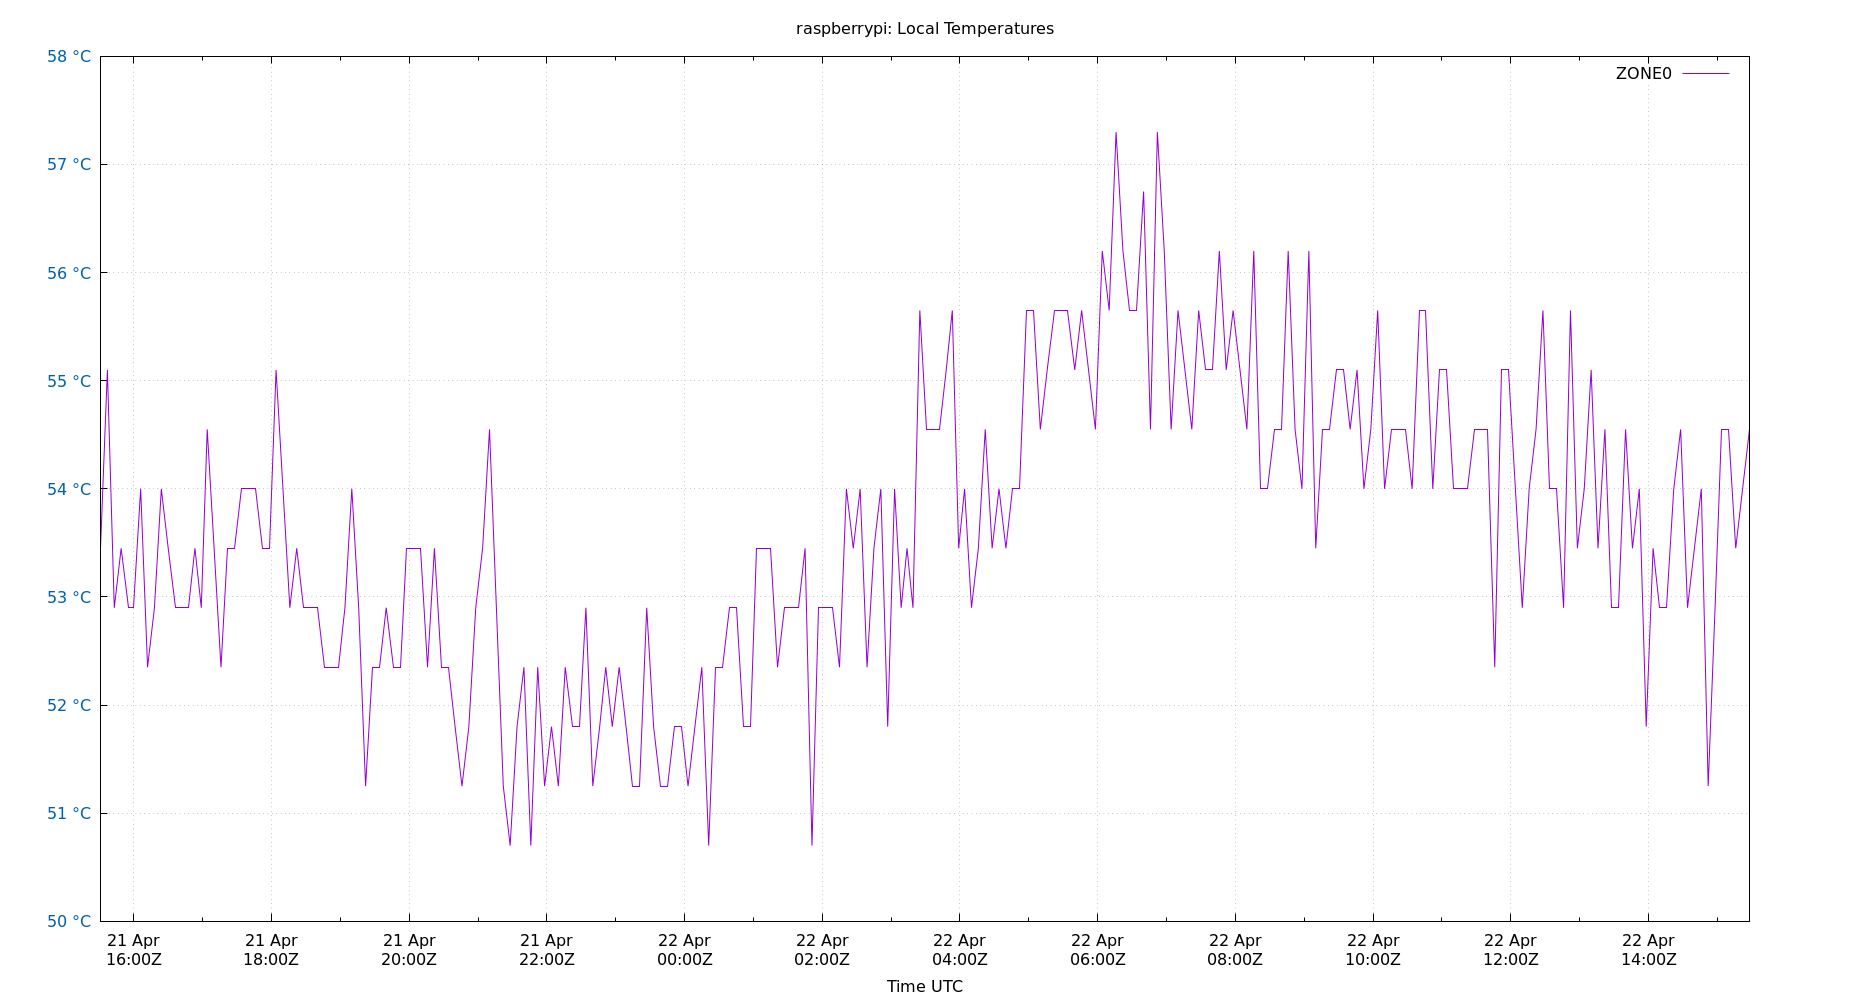 raspberrypi: Local Temperatures
58 °C
ZONE0
57 °C
56 °C
55 °C
54 °C
53 °C
52 °C
51 °C
50 °C
21 Apr 21 Apr 21 Apr 21 Apr 22 Apr 22 Apr 22 Apr 22 Apr 22 Apr 22 Apr 22 Apr 22 Apr
16:00Z 18:00Z 20:00Z 22:00Z 00:00Z 02:00Z 04:00Z 06:00Z 08:00Z 10:00Z 12:00Z 14:00Z
Time UTC